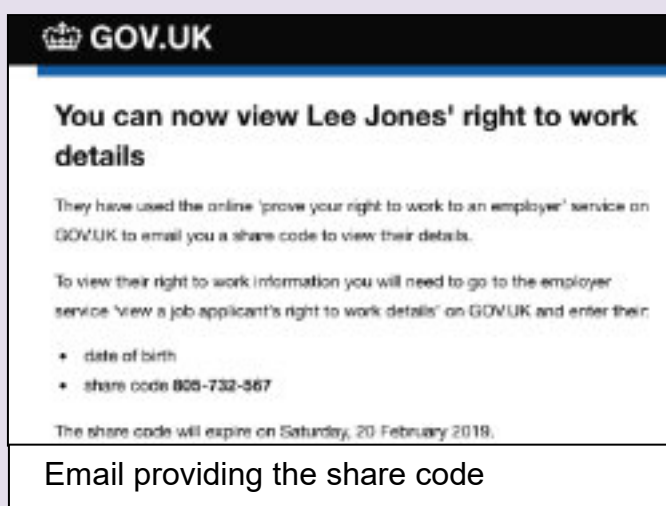 GOV.UK
You can now view Lee Jones' right to work
details
They have used the online 'prove your right to work to an employer' service on
GOV.UK to email you a share code to view their details.
To view their right to work information you will need to go to the employer
service 'view a job applicant's right to work details' on GOV.UK and enter their:
• date of birth
• share code 805-732-567
The share code will expire on Saturday, 20 February 2019.
Email providing the share code